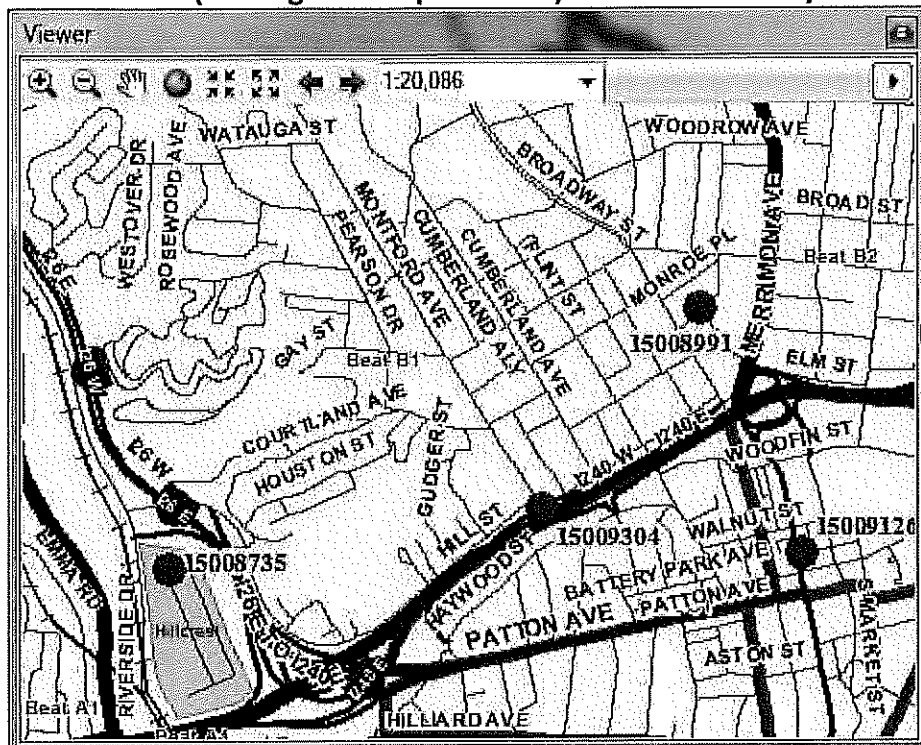 Viewer
1:20,086
WATAUGA ST
WOODROW AVE
WESTOVER DR
ROSEWOOD AVE
BROADWAY ST
MONTFORD AVE
PEARSON DR
CUMBERLAND ALY
CUMBERLAND AVE
FLINT ST
MONROE PL
MERRIMON AVE
BROAD ST
Beat B2
I26 E
26 W
GAY ST
Beat B1
15008991
ELM ST
COURTLAND AVE
HOUSTON ST
GUDGER ST
I26 W
I240 W
I240 E
WOODFIN ST
HILL ST
HAYWOOD ST
15009304
WALNUT ST
15009126
BATTERY PARK AVE
EMMA RD
15008735
RIVERSIDE DR
Hillcrest
PATTON AVE
PATTON AVE
ASTON ST
S MARKET ST
Beat A1
HILLIARD AVE